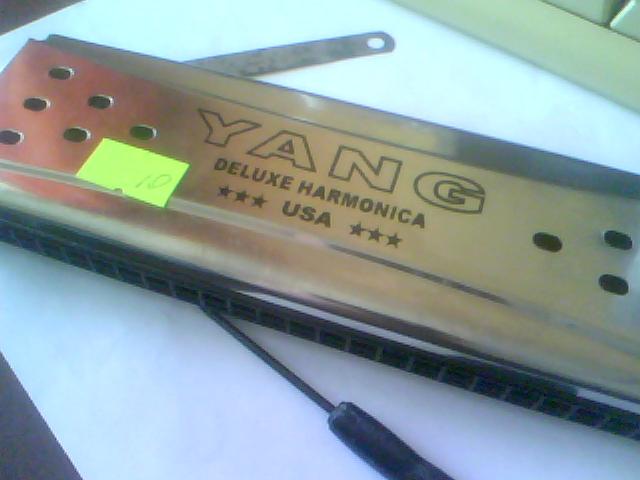 YANG
DELUXE HARMONICA
★★★ USA ★★★
10